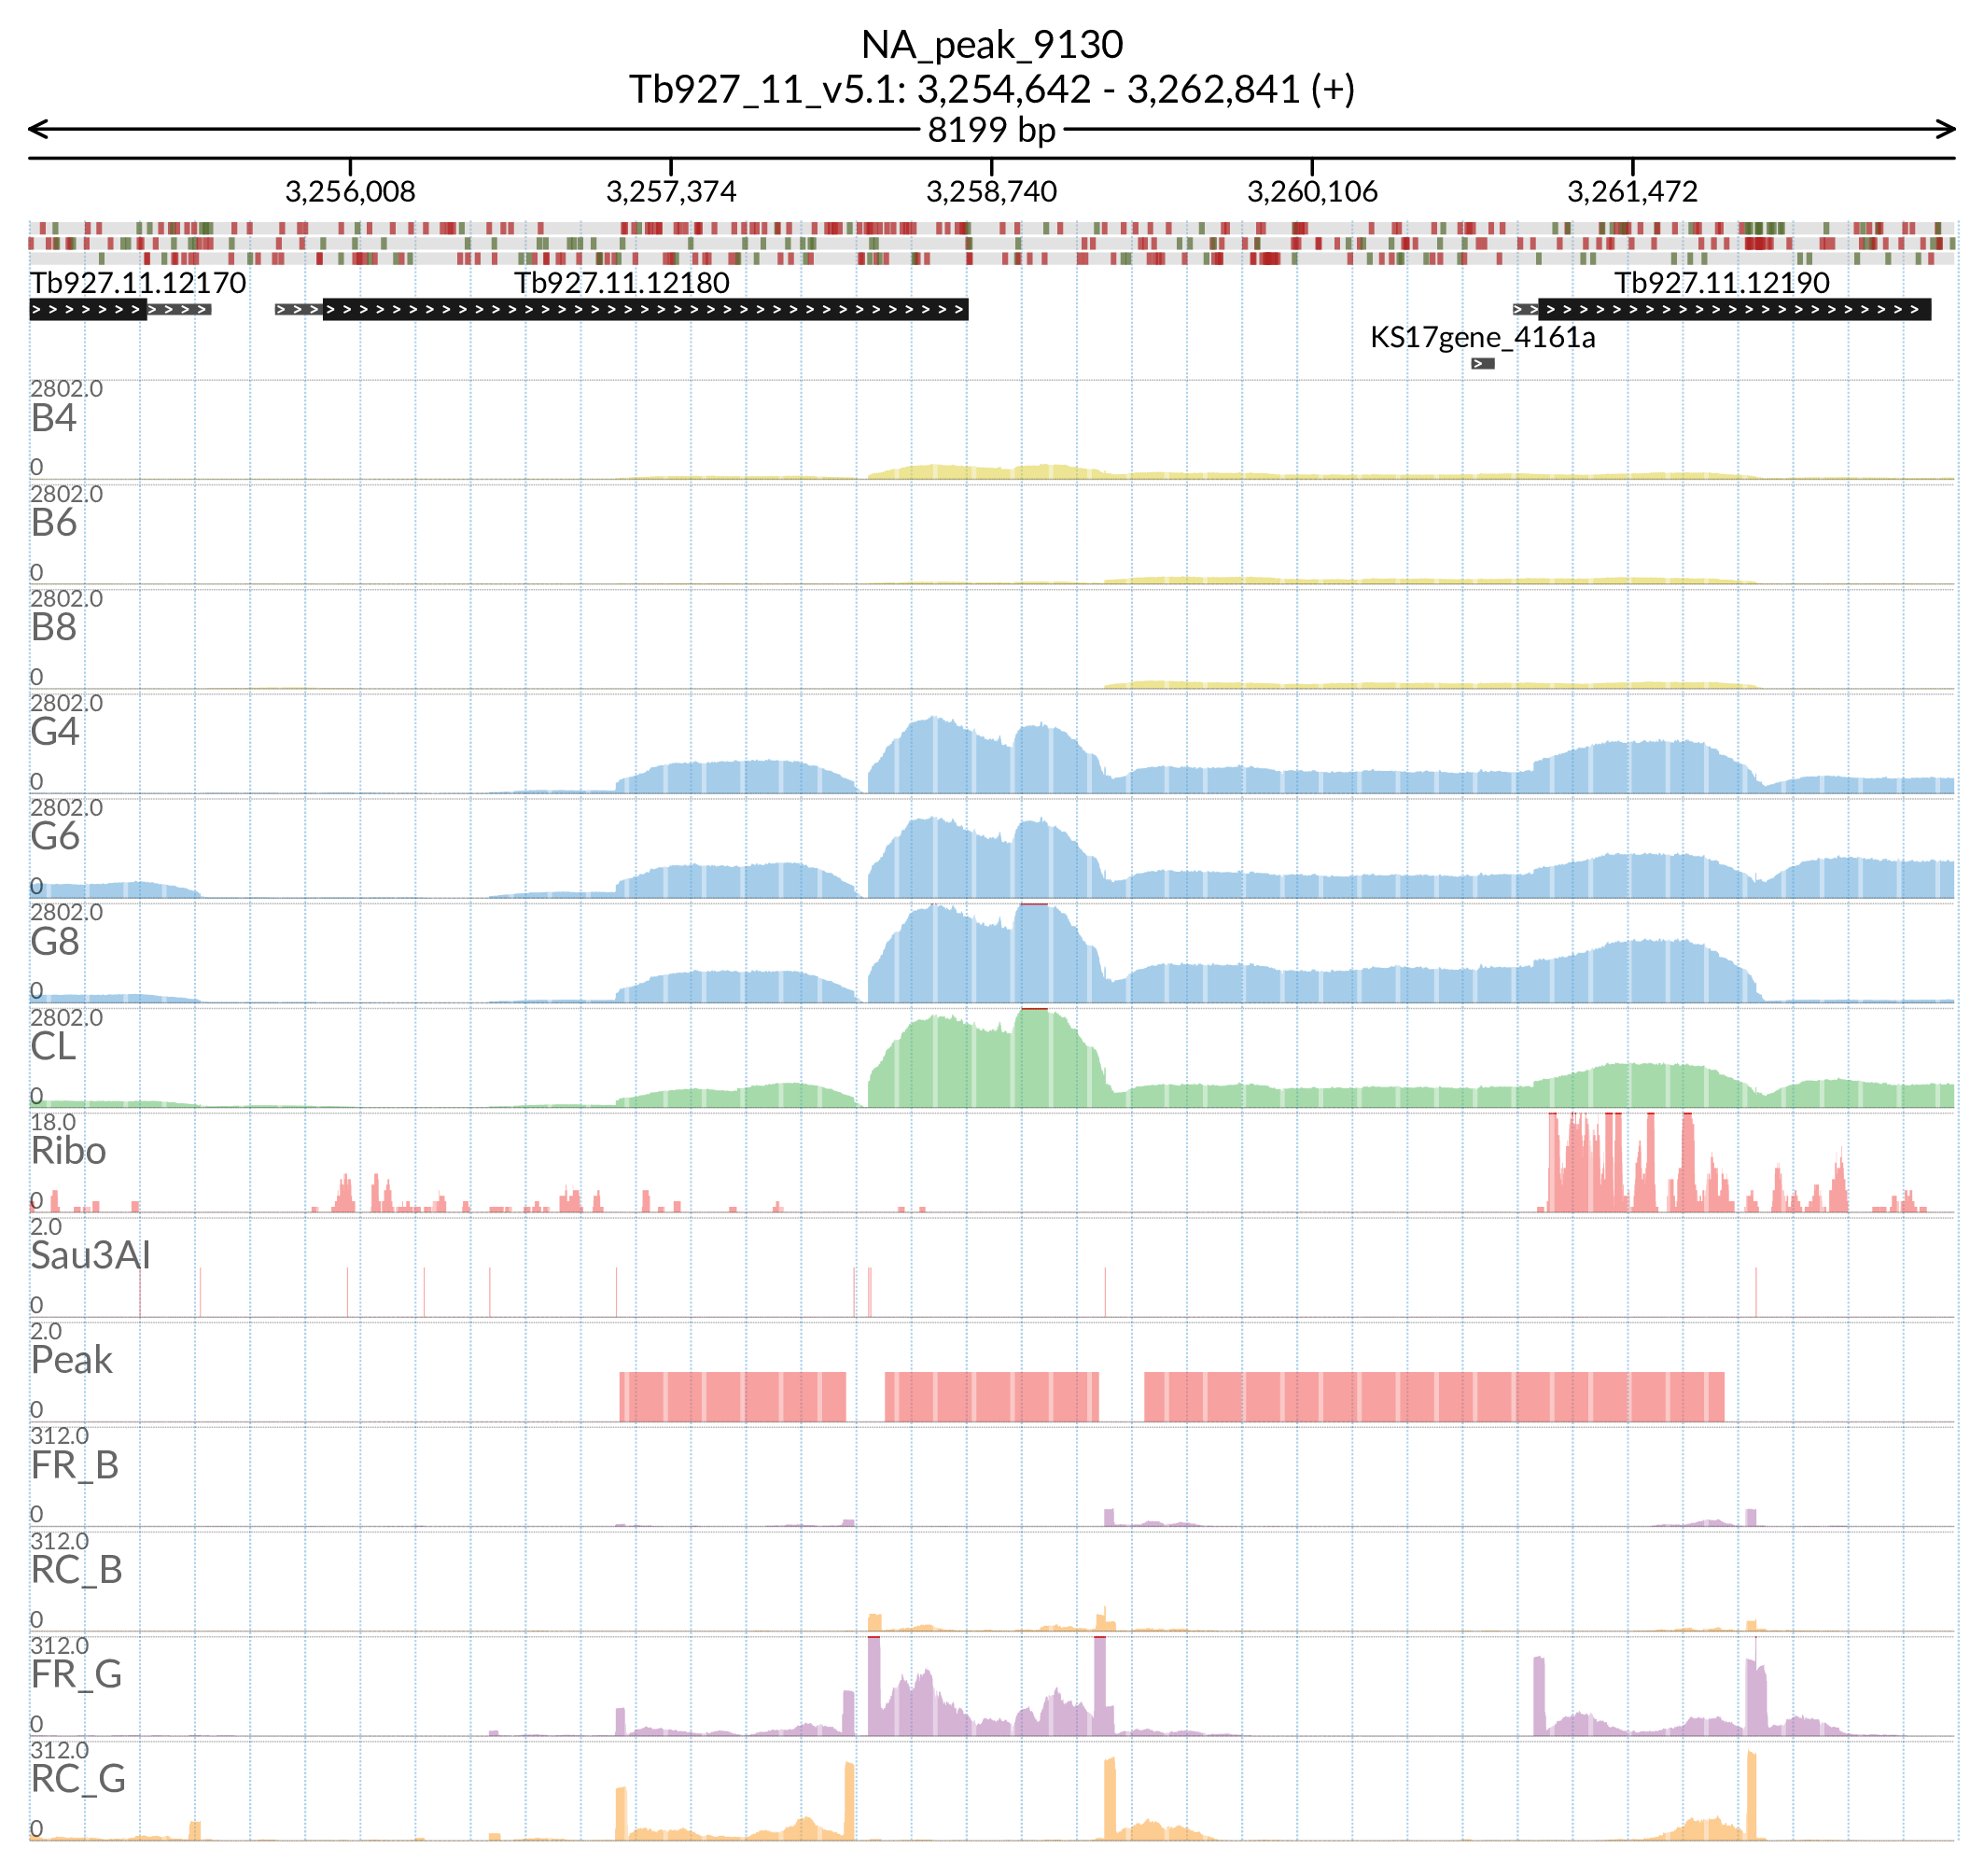 NA_peak_9130
Tb927_11_v5.1: 3,254,642 - 3,262,841 (+)
8199 bp
3,256,008 3,257,374 3,258,740 3,260,106 3,261,472
Tb927.11.12170 Tb927.11.12180 Tb927.11.12190
KS17gene_4161a
2802.0
B4
0
2802.0
B6
0
2802.0
B8
0
2802.0
G4
0
2802.0
G6
0
2802.0
G8
0
2802.0
CL
0
18.0
Ribo
0
2.0
Sau3AI
0
2.0
Peak
0
312.0
FR_B
0
312.0
RC_B
0
312.0
FR_G
0
312.0
RC_G
0